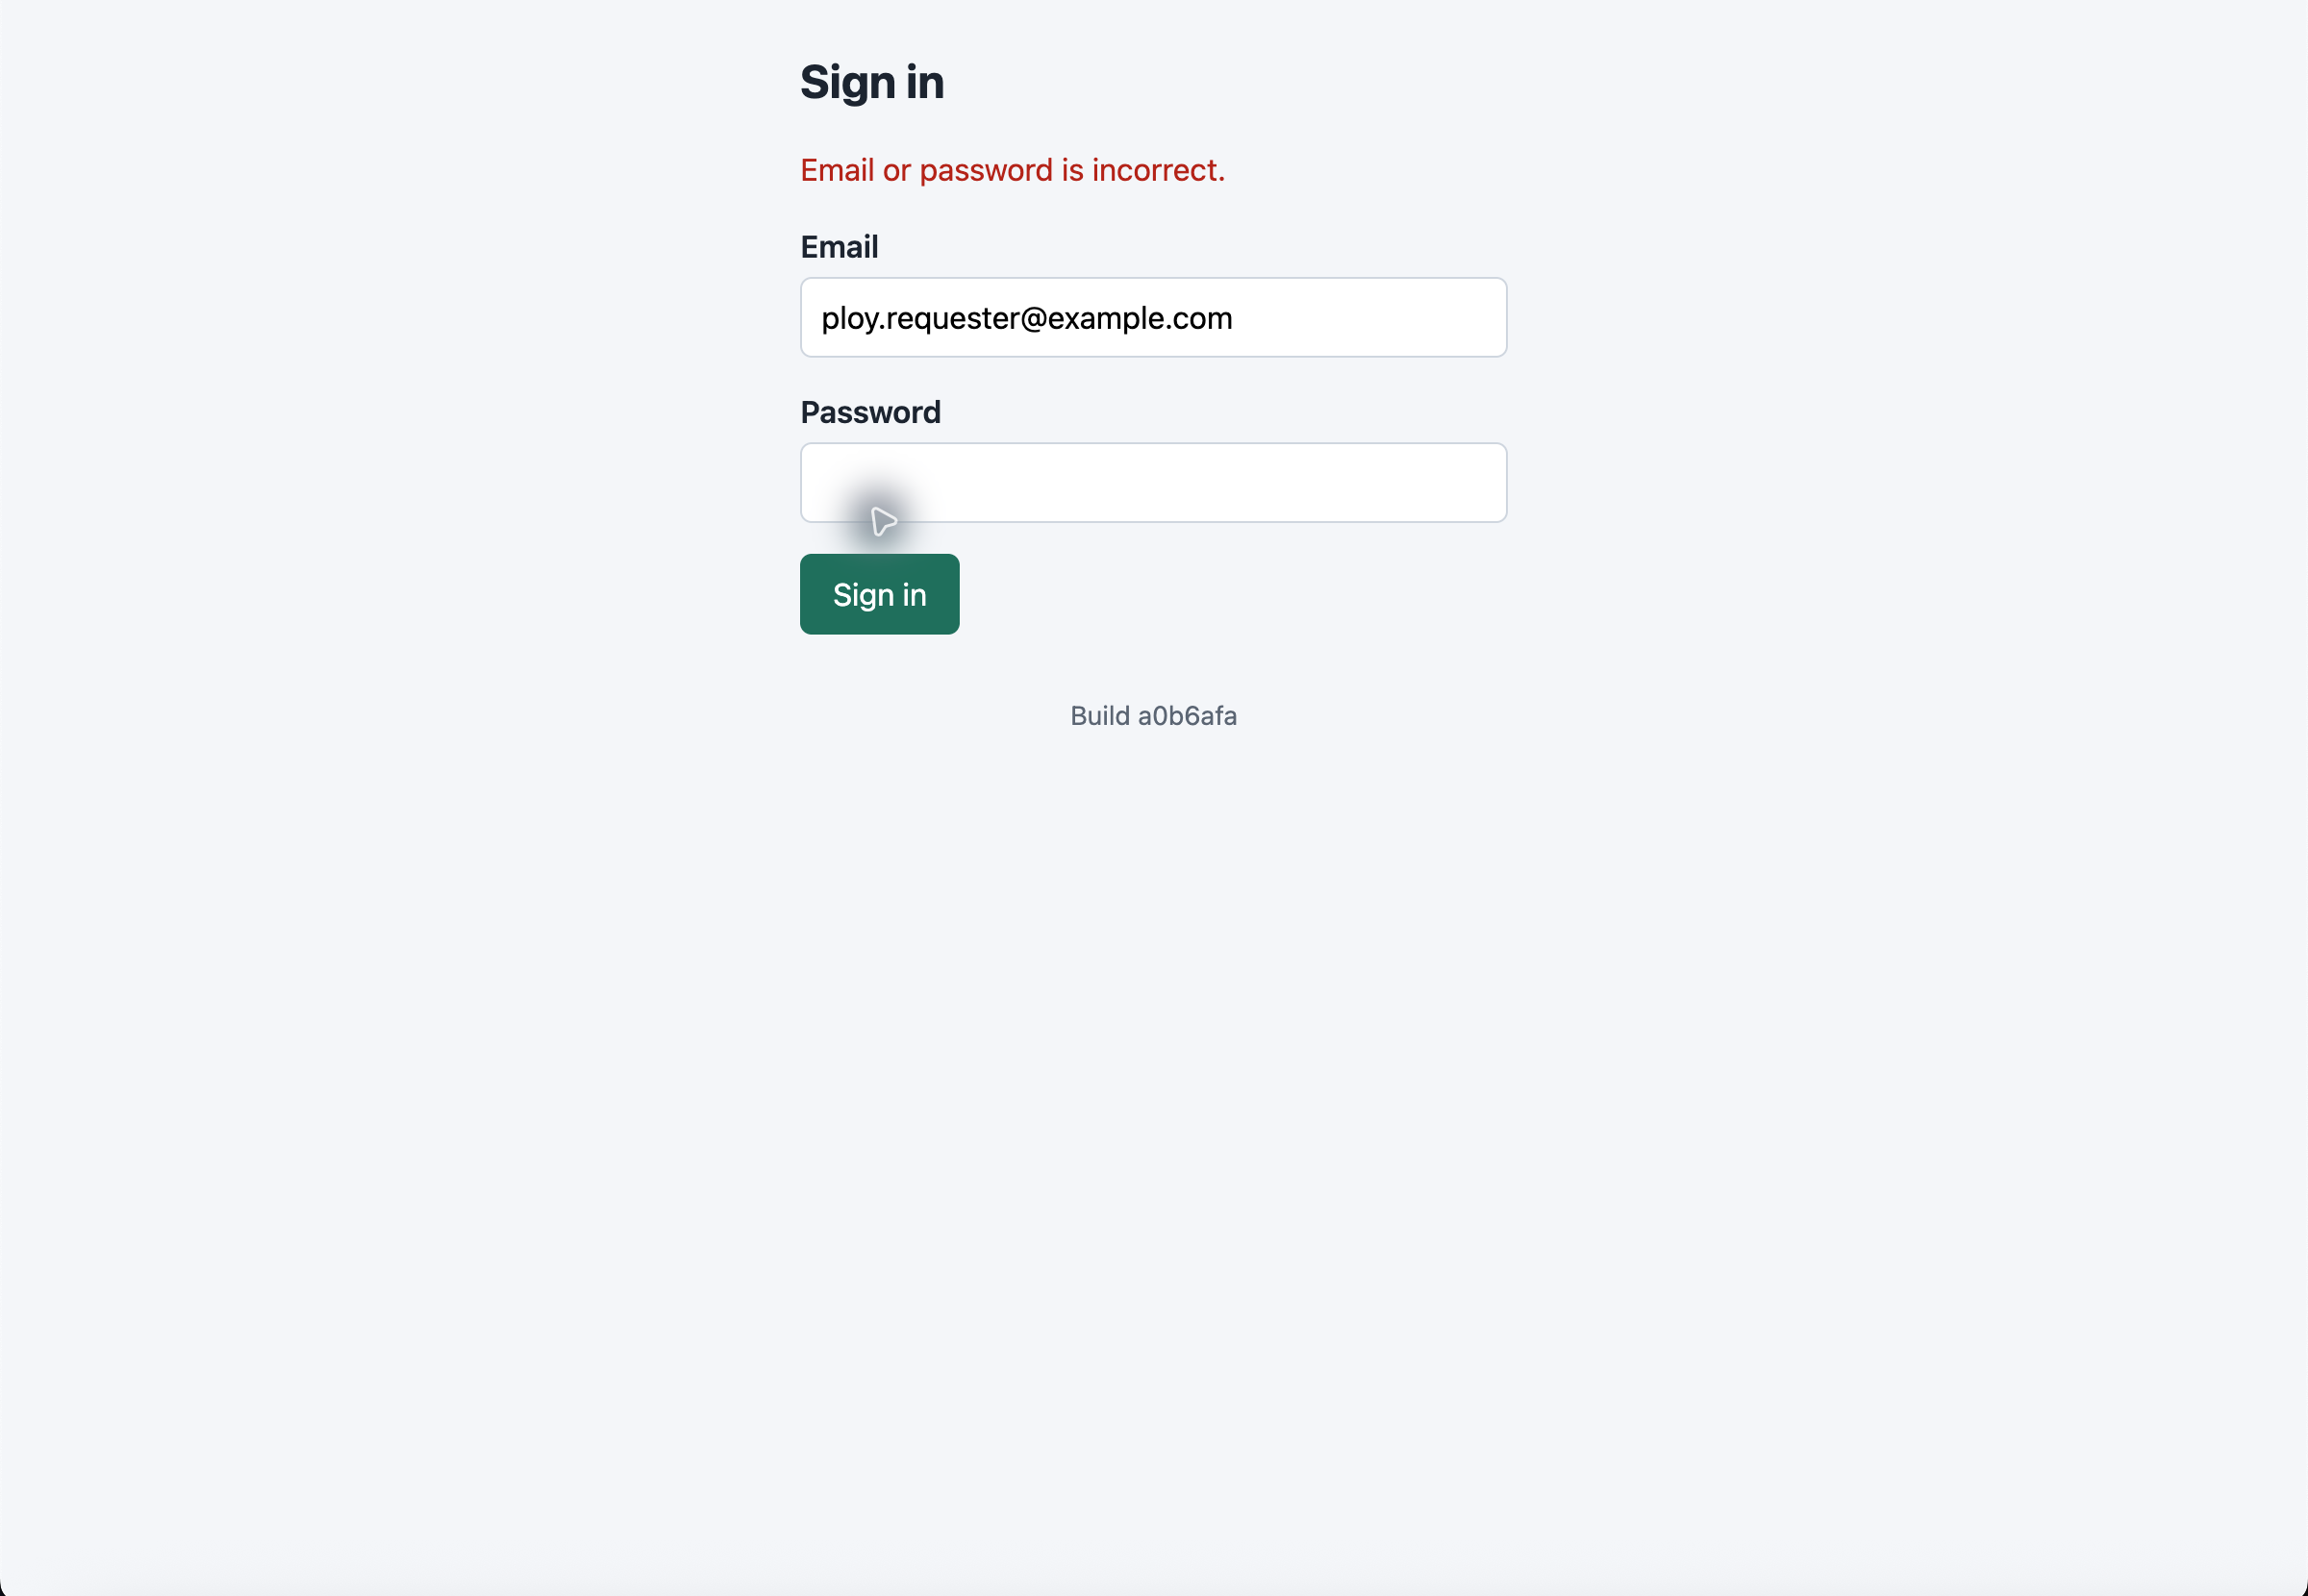 Sign in
Email or password is incorrect.
Email
ploy.requester@example.com
Password
Sign in
Build a0b6afa